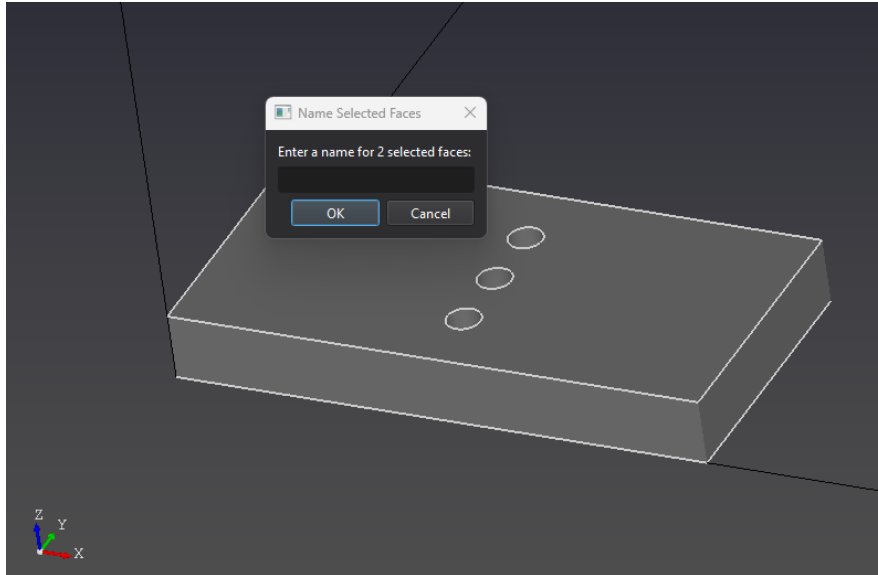 Name Selected Faces
Enter a name for 2 selected faces:
OK
Cancel
Z
Y
X